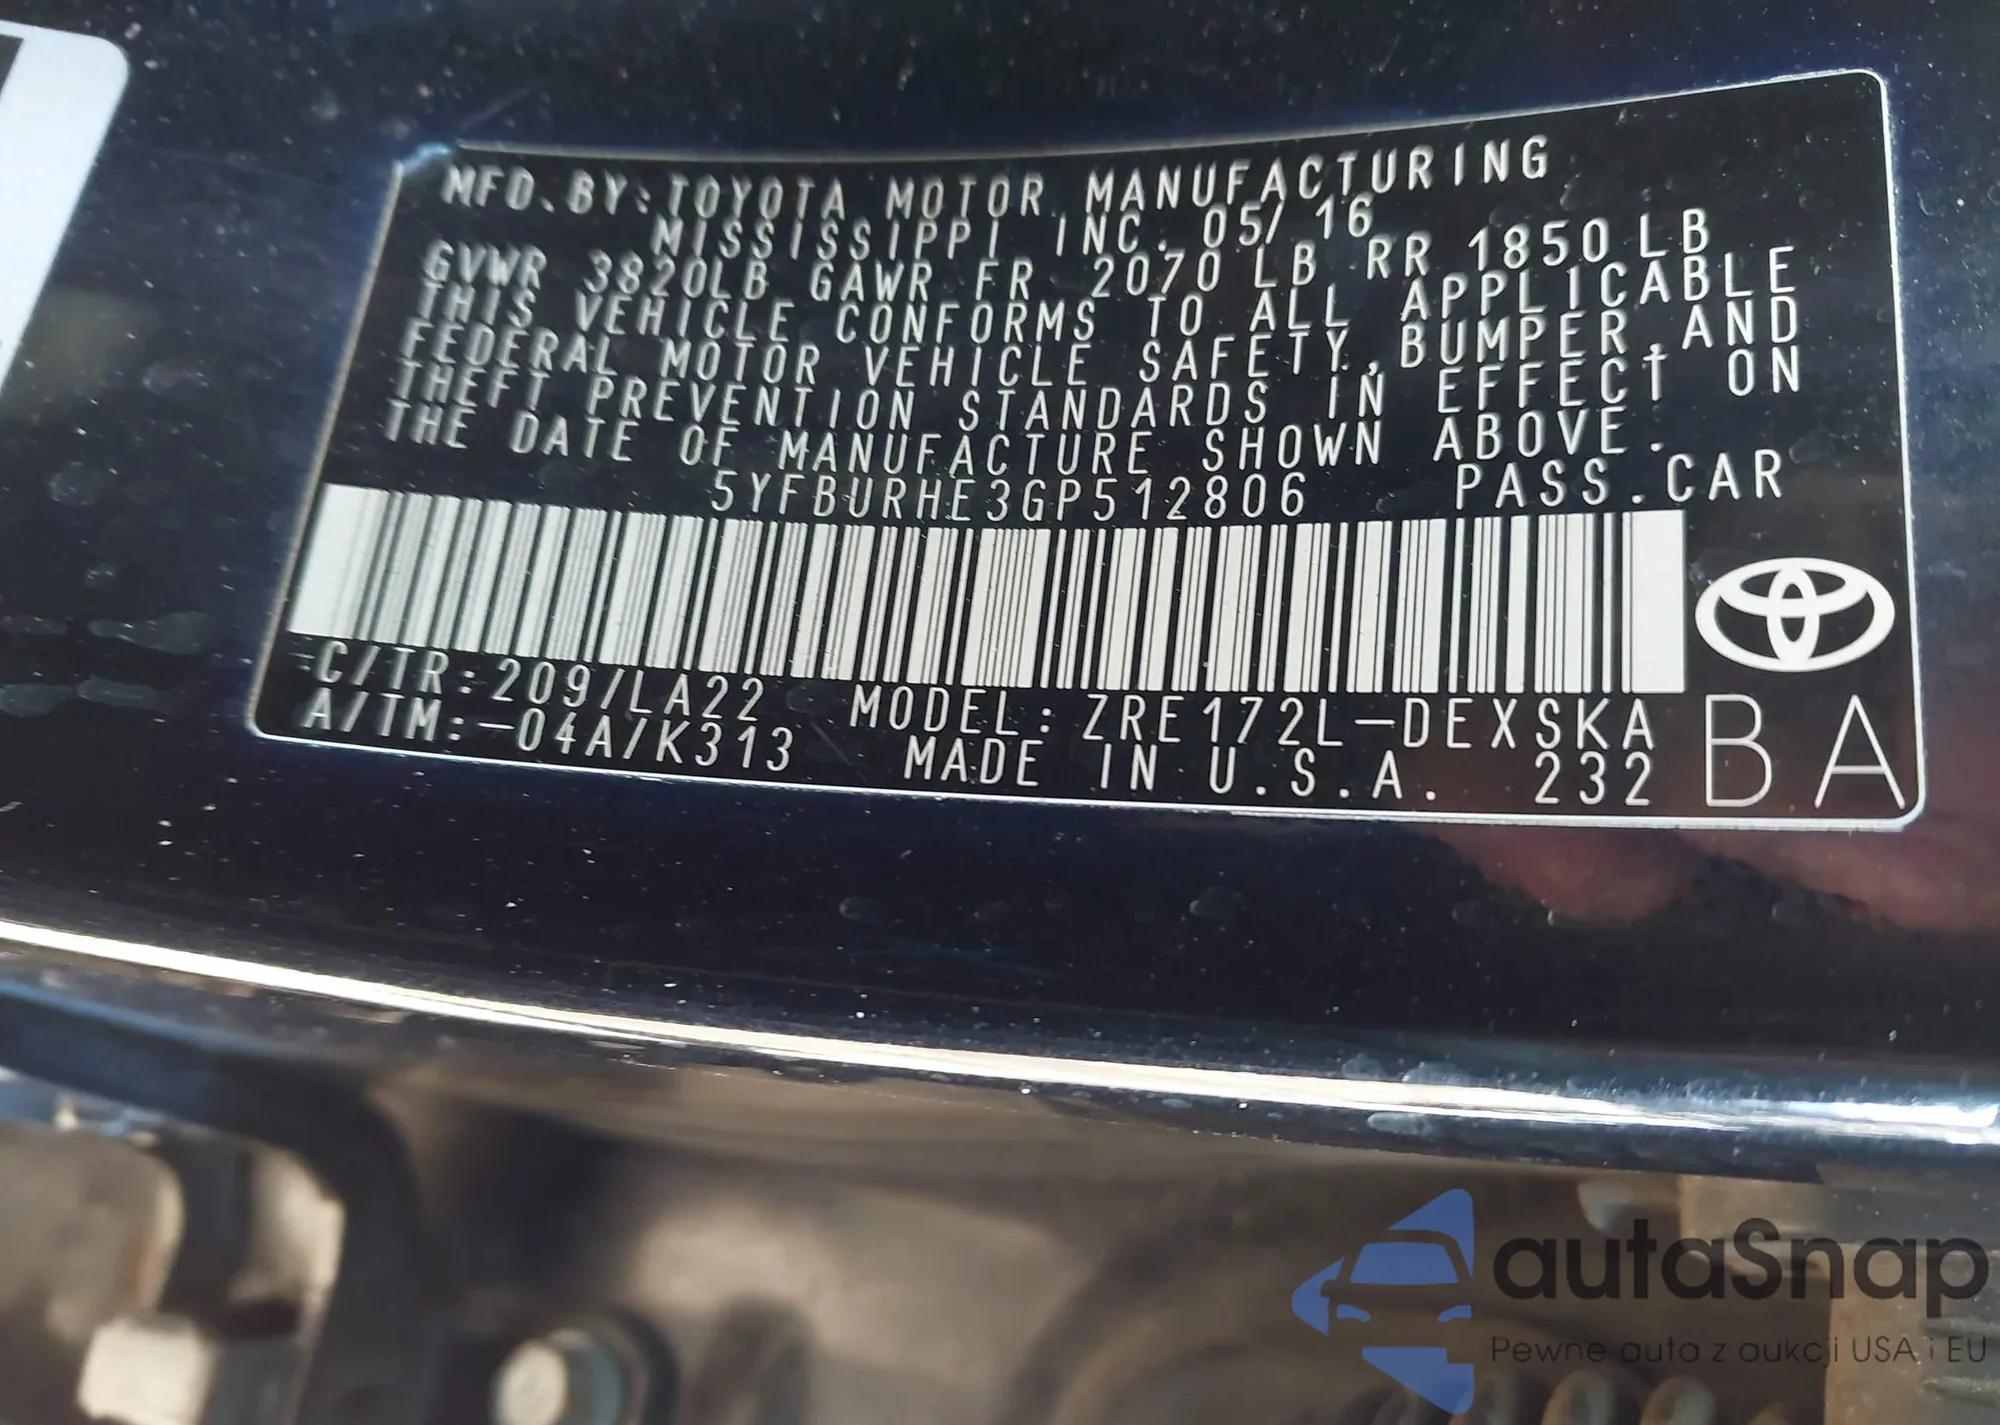 MFD.BY:TOYOTA MOTOR MANUFACTURING
MISSISSIPPI INC. 05/16
GVWR 3820LB GAWR FR 2070LB RR 1850LB
THIS VEHICLE CONFORMS TO ALL APPLICABLE
FEDERAL MOTOR VEHICLE SAFETY,BUMPER,AND
THEFT PREVENTION STANDARDS IN EFFECT ON
THE DATE OF MANUFACTURE SHOWN ABOVE.
5YFBURHE3GP512806 PASS.CAR
C/TR:209/LA22 MODEL:ZRE172L-DEXSKA
A/TM:-04A/K313 MADE IN U.S.A. 232
BA
autaSnap
Pewne auta z aukcji USA i EU